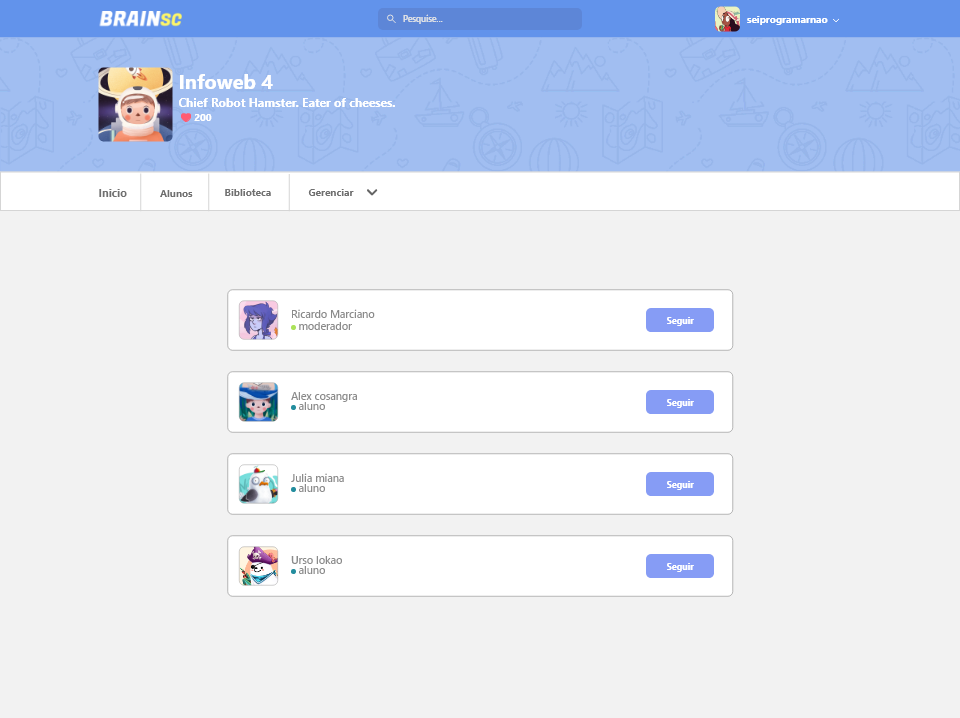 BRAINSC
Pesquise...
seiprogramarnao
Infoweb 4
Chief Robot Hamster. Eater of cheeses.
200
Inicio
Alunos
Biblioteca
Gerenciar
Ricardo Marciano
moderador
Seguir
Alex cosangra
aluno
Seguir
Julia miana
aluno
Seguir
Urso lokao
aluno
Seguir